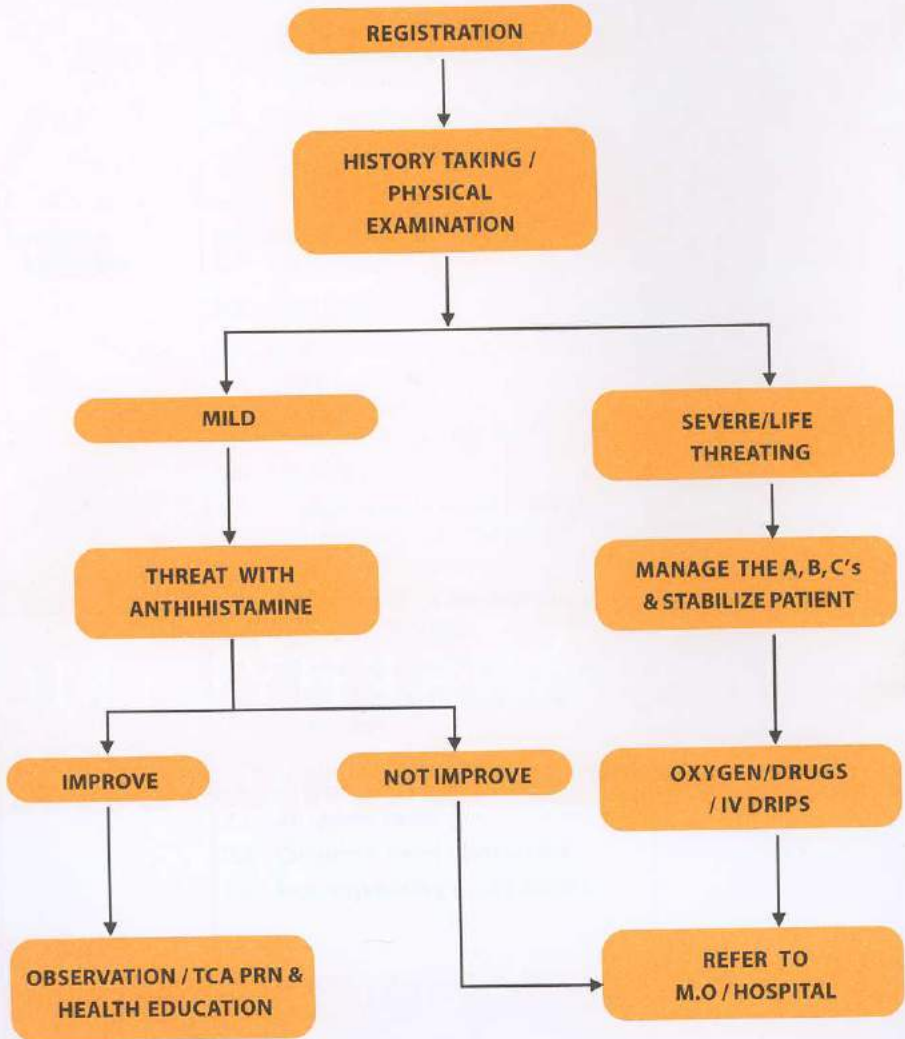 REGISTRATION
HISTORY TAKING /
PHYSICAL
EXAMINATION
MILD
SEVERE/LIFE
THREATING
THREAT WITH
ANTHIHISTAMINE
MANAGE THE A, B, C's
& STABILIZE PATIENT
IMPROVE
NOT IMPROVE
OXYGEN/DRUGS
/ IV DRIPS
OBSERVATION / TCA PRN &
HEALTH EDUCATION
REFER TO
M.O / HOSPITAL